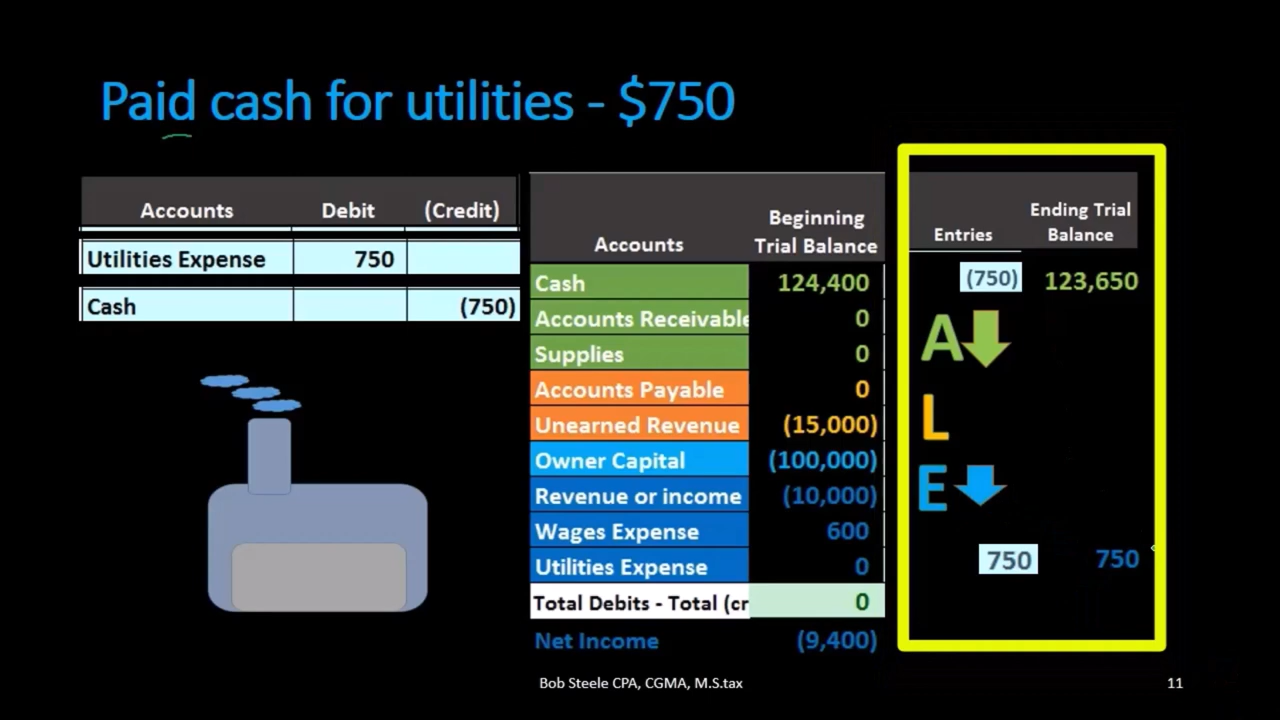 Paid cash for utilities - $750
Accounts Debit (Credit)
Utilities Expense 750
Cash (750)
Accounts Beginning Trial Balance
Cash 124,400
Accounts Receivable 0
Supplies 0
Accounts Payable 0
Unearned Revenue (15,000)
Owner Capital (100,000)
Revenue or income (10,000)
Wages Expense 600
Utilities Expense 0
Total Debits - Total (cr 0
Net Income (9,400)
Entries Ending Trial Balance
(750) 123,650
A
L
E
750 750
Bob Steele CPA, CGMA, M.S.tax
11